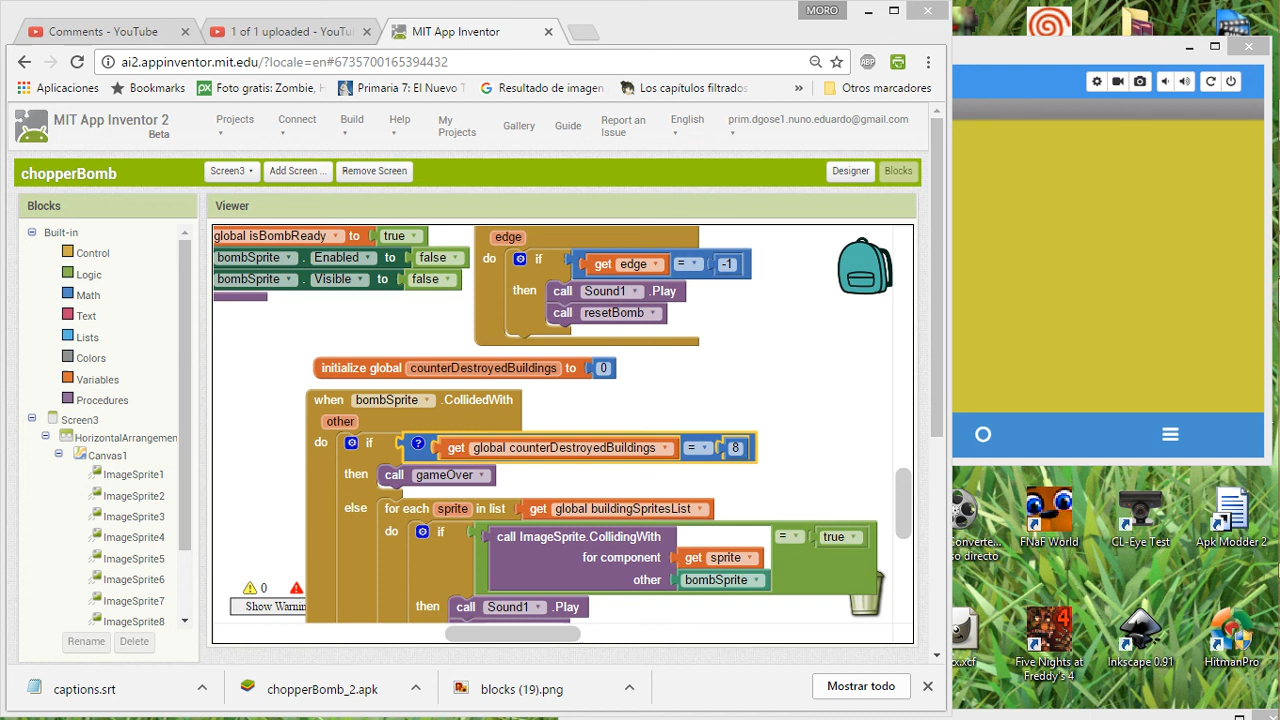 MORO
Comments - YouTube
1 of 1 uploaded - YouTu
MIT App Inventor
ai2.appinventor.mit.edu/?locale=en#6735700165394432
ABP
Aplicaciones
Bookmarks
px
Foto gratis: Zombie, H
Primaria 7: El Nuevo T
Resultado de imagen
Los capítulos filtrados
»
Otros marcadores
MIT App Inventor 2
Beta
Connect
Build
Help
My Projects
Gallery
Guide
Report an Issue
English
prim.dgose1.nuno.eduardo@gmail.com
chopperBomb
Screen3
Add Screen ...
Remove Screen
Designer
Blocks
Blocks
Viewer
Built-in
Control
Logic
Math
Text
Lists
Colors
Variables
Procedures
Screen3
HorizontalArrangemen
Canvas1
ImageSprite1
ImageSprite2
ImageSprite3
ImageSprite4
ImageSprite5
ImageSprite6
ImageSprite7
ImageSprite8
Rename
Delete
global isBombReady to true
bombSprite . Enabled to false
bombSprite . Visible to false
edge
do if get edge = -1
then call Sound1 .Play
call resetBomb
initialize global counterDestroyedBuildings to 0
when bombSprite .CollidedWith
other
do if ? get global counterDestroyedBuildings = 8
then call gameOver
else for each sprite in list get global buildingSpritesList
do if call ImageSprite.CollidingWith = true
for component get sprite
other bombSprite
then call Sound1 .Play
0
Show Warnin
captions.srt
chopperBomb_2.apk
blocks (19).png
Mostrar todo
Converte...
so directo
FNaF World
CL-Eye Test
Apk Modder 2
x.xcf
4
Five Nights at Freddy's 4
Inkscape 0.91
HitmanPro